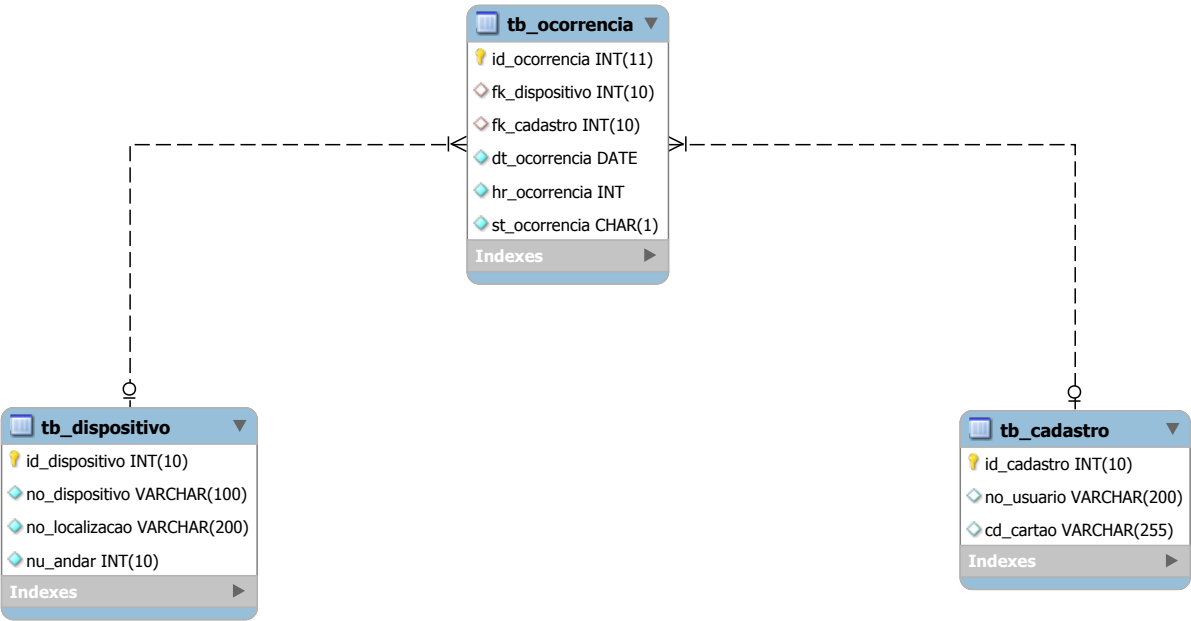 tb_ocorrencia
id_ocorrencia INT(11)
fk_dispositivo INT(10)
fk_cadastro INT(10)
dt_ocorrencia DATE
hr_ocorrencia INT
st_ocorrencia CHAR(1)
Indexes
tb_dispositivo
id_dispositivo INT(10)
no_dispositivo VARCHAR(100)
no_localizacao VARCHAR(200)
nu_andar INT(10)
Indexes
tb_cadastro
id_cadastro INT(10)
no_usuario VARCHAR(200)
cd_cartao VARCHAR(255)
Indexes